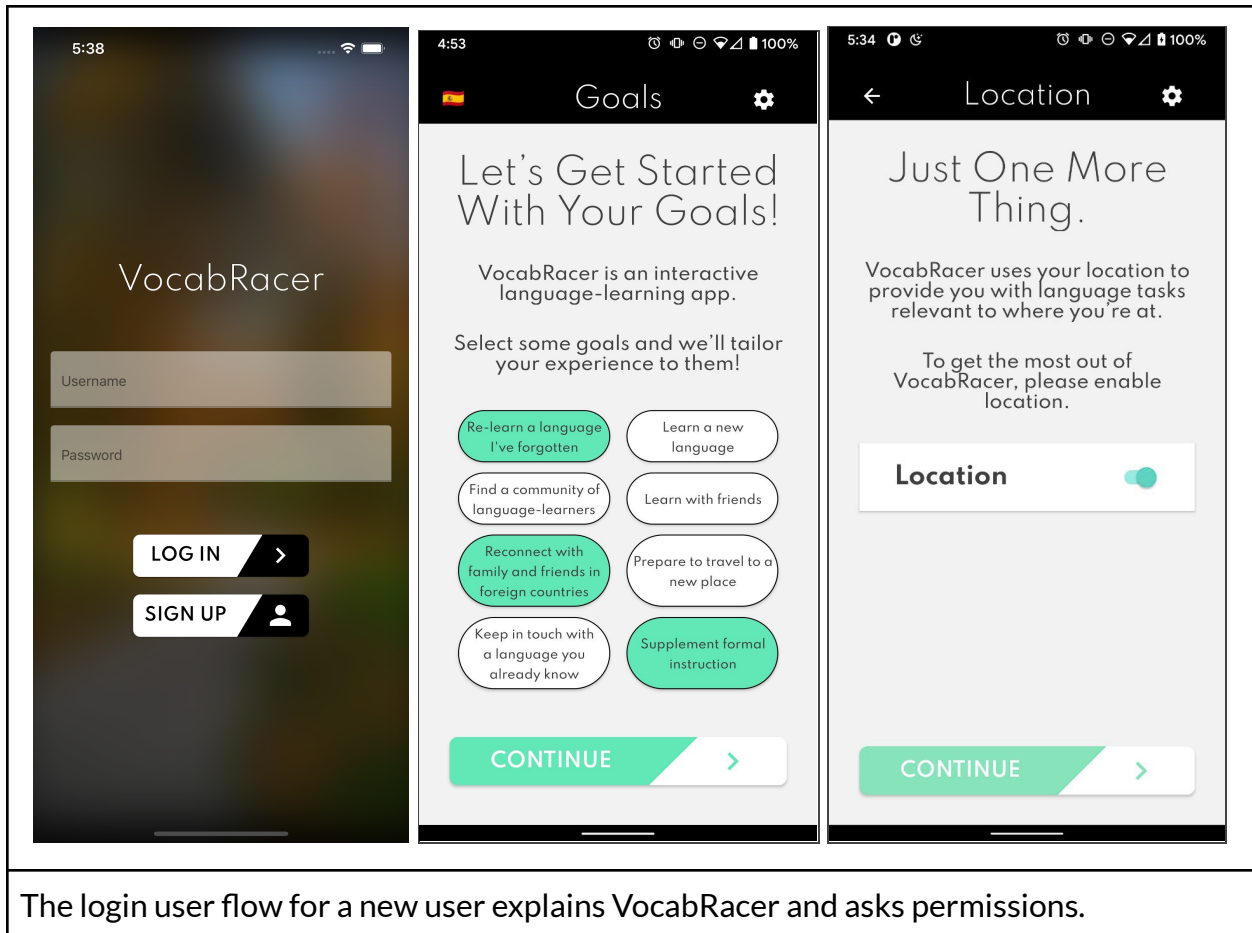 5:38
VocabRacer
Username
Password
LOG IN
SIGN UP
4:53
100%
Goals
Let's Get Started
With Your Goals!
VocabRacer is an interactive
language-learning app.
Select some goals and we'll tailor
your experience to them!
Re-learn a language
I've forgotten
Learn a new
language
Find a community of
language-learners
Learn with friends
Reconnect with
family and friends in
foreign countries
Prepare to travel to a
new place
Keep in touch with
a language you
already know
Supplement formal
instruction
CONTINUE
5:34
100%
Location
Just One More
Thing.
VocabRacer uses your location to
provide you with language tasks
relevant to where you're at.
To get the most out of
VocabRacer, please enable
location.
Location
CONTINUE
The login user flow for a new user explains VocabRacer and asks permissions.